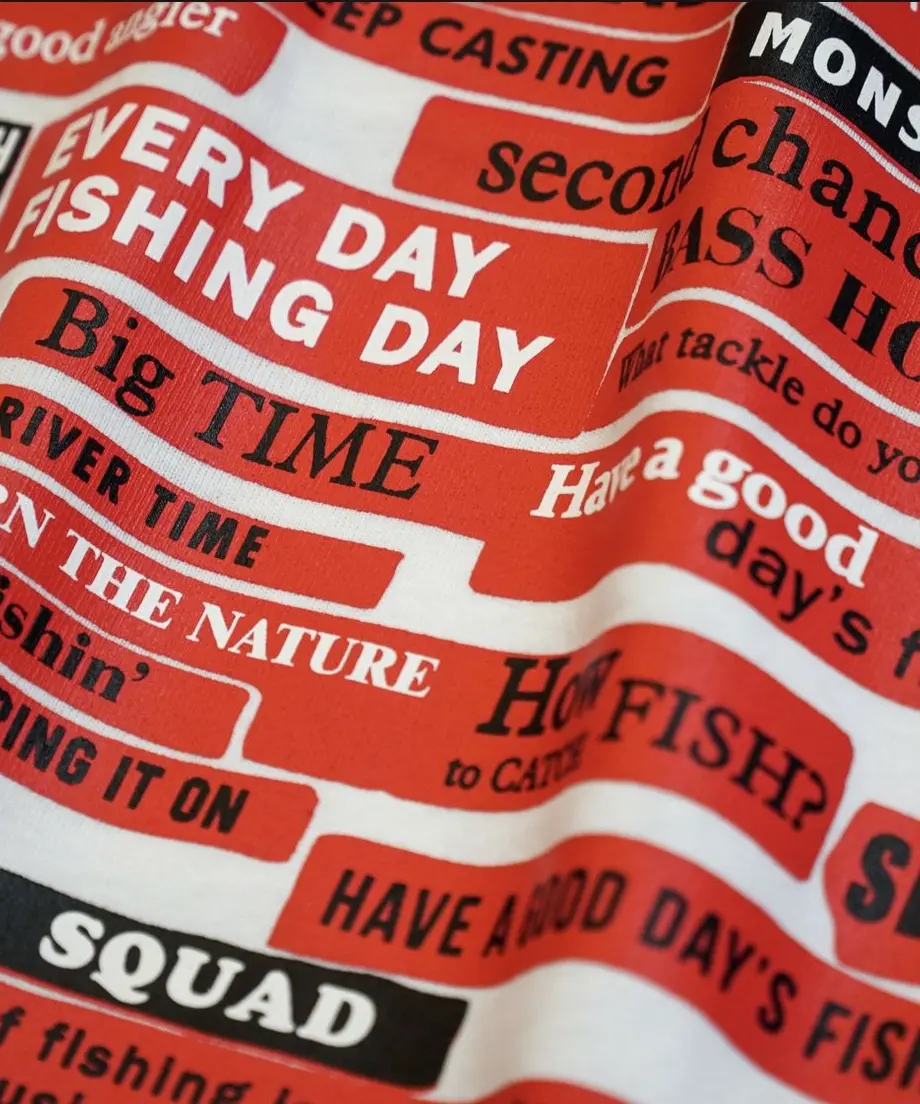 good angler
EEP CASTING
MONS
second chanc
EVERY DAY
FISHING DAY
BASS HO
Big TIME
What tackle do yo
RIVER TIME
Have a good
day's f
RN THE NATURE
ishin'
HOW FISH?
to CATCH
PING IT ON
HAVE A GOOD DAY'S FISH
SQUAD
f fishing